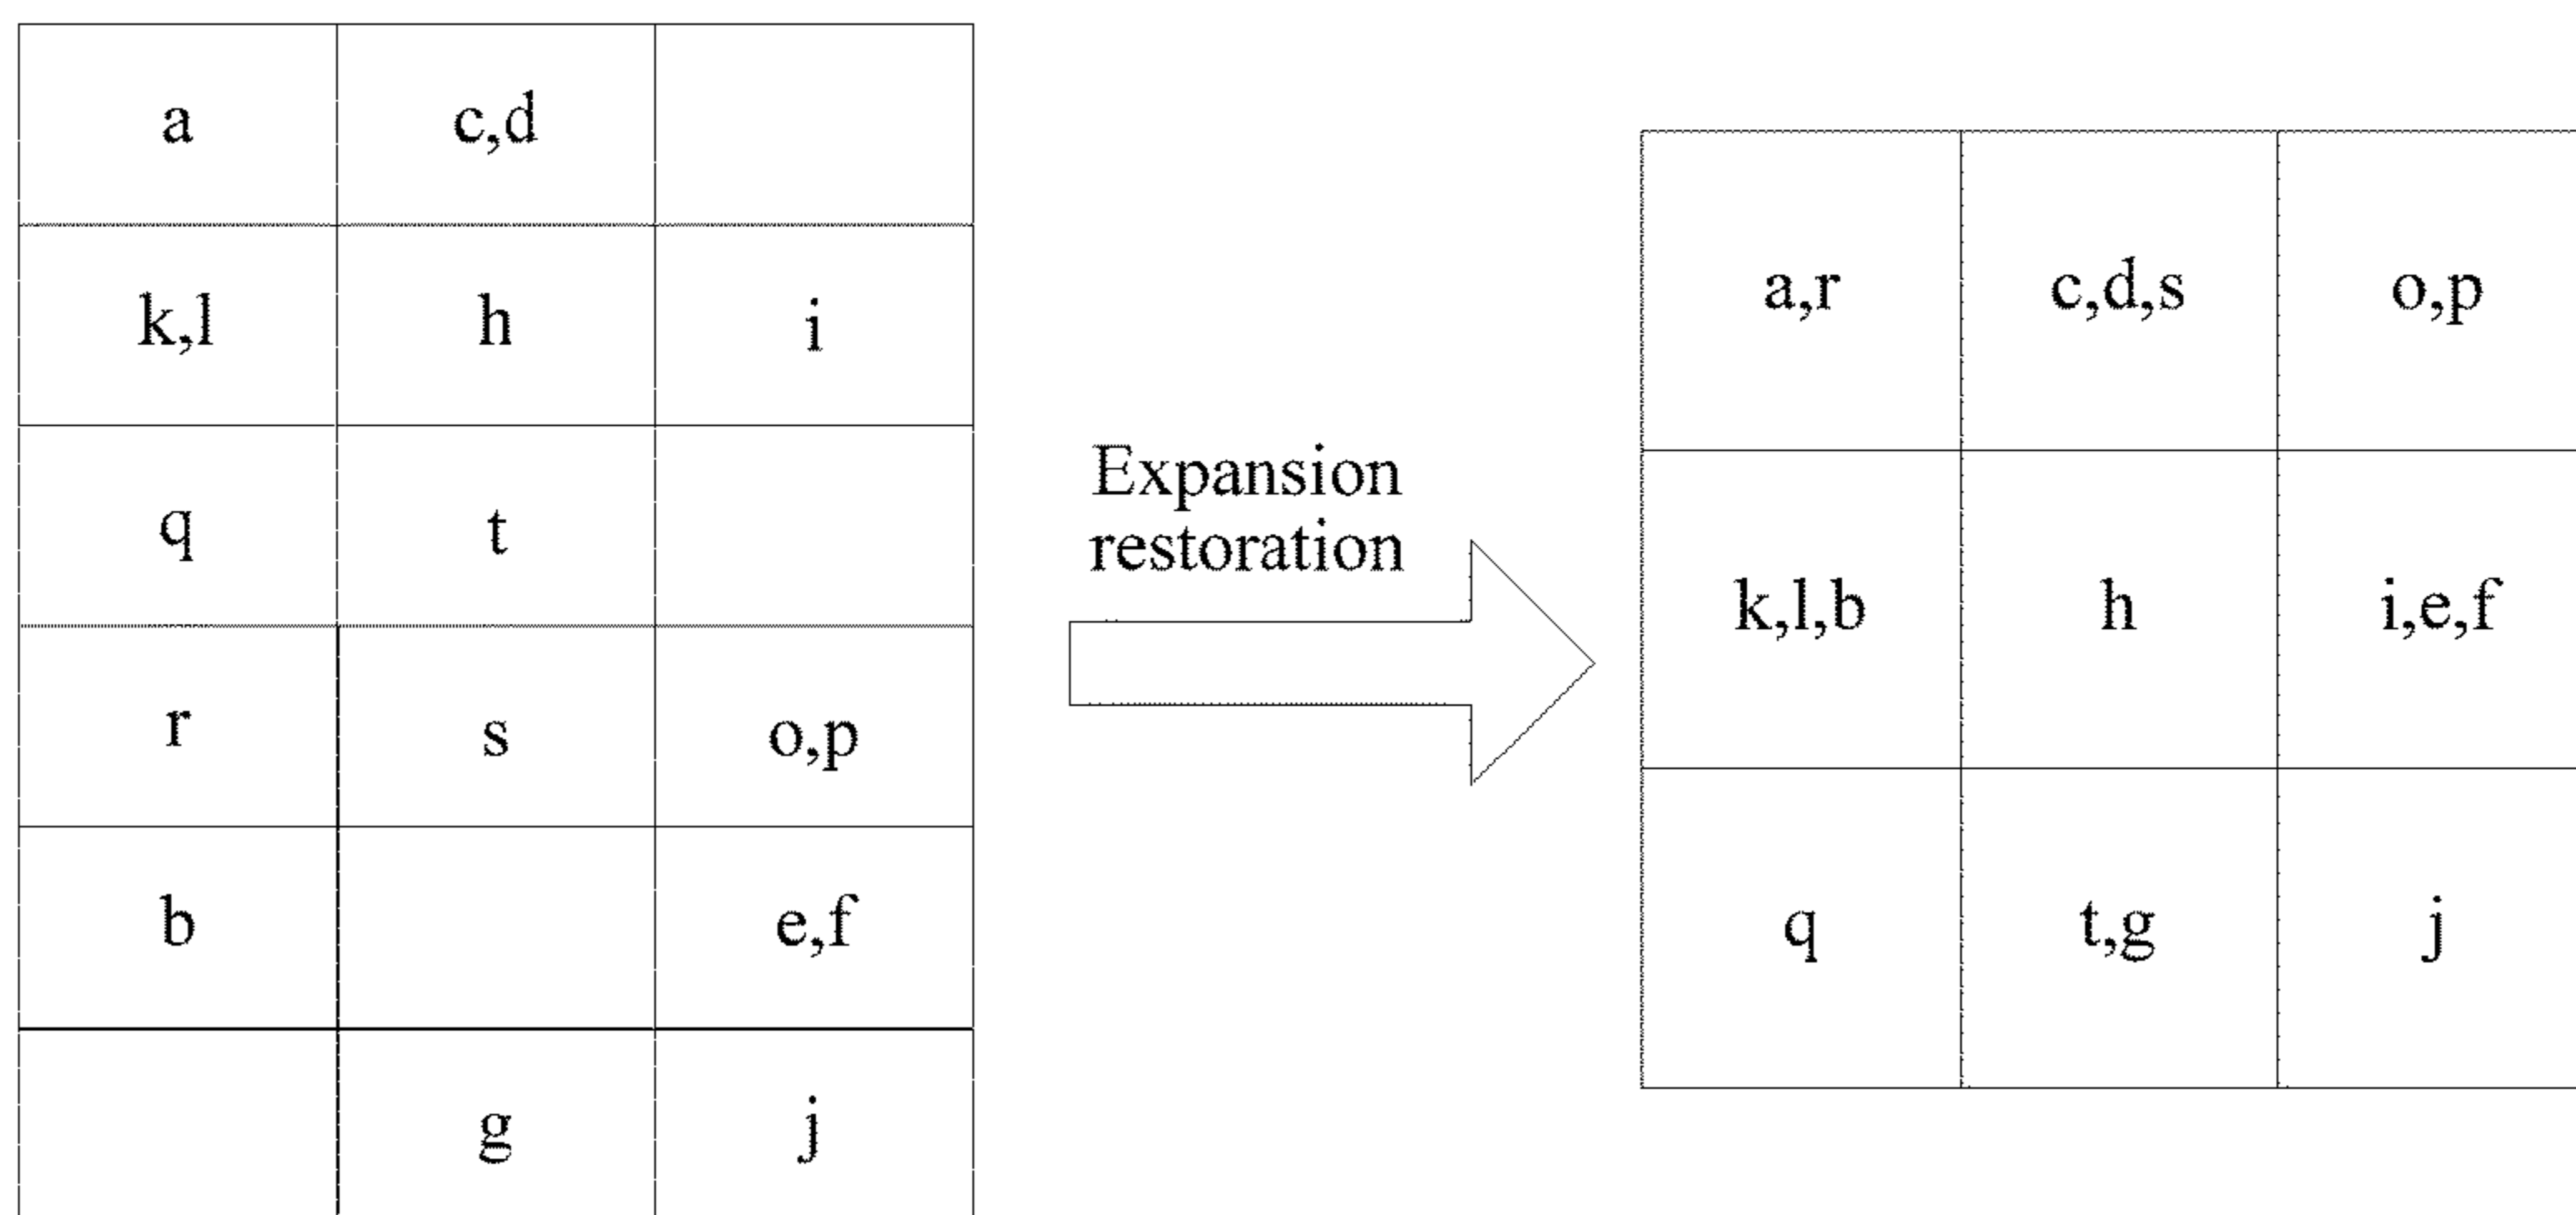 a c,d
k,l h i
q t
r s o,p
b e,f
g j
Expansion
restoration
a,r c,d,s o,p
k,l,b h i,e,f
q t,g j